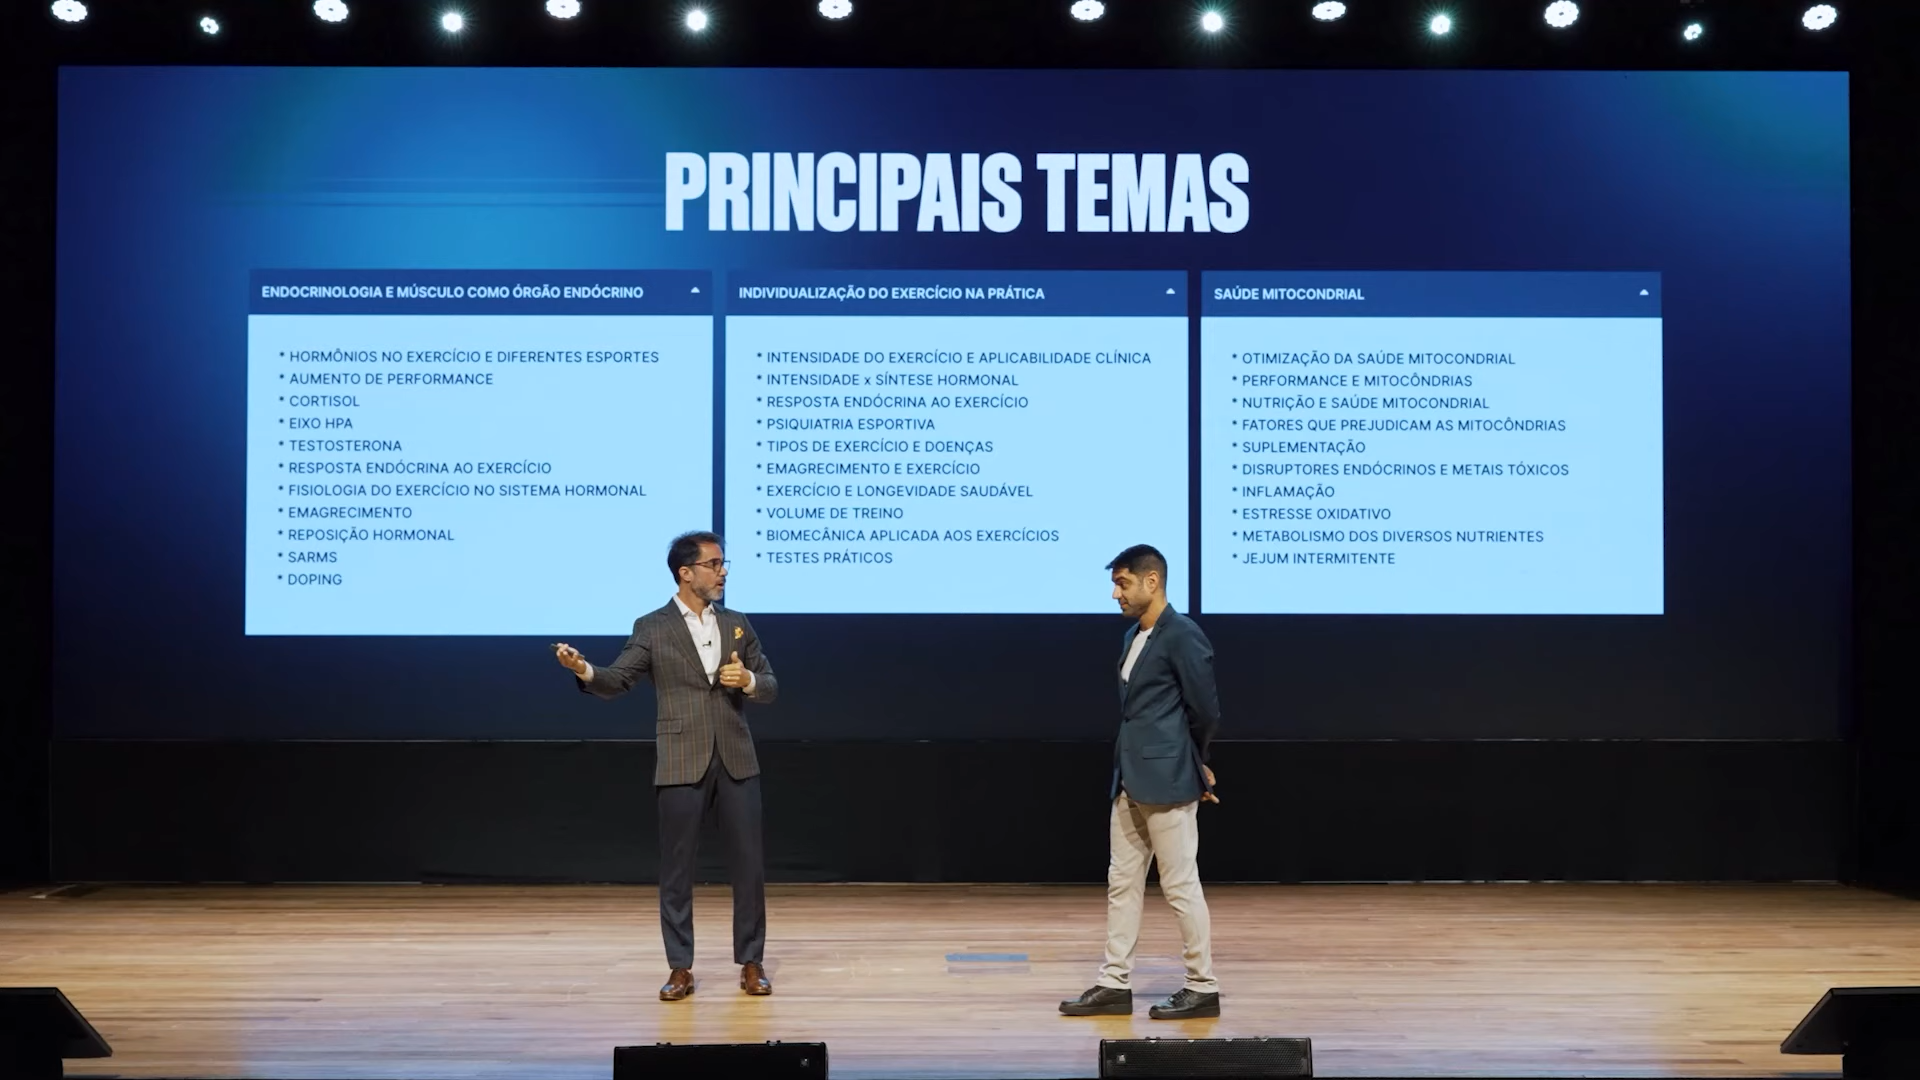 PRINCIPAIS TEMAS
ENDOCRINOLOGIA E MÚSCULO COMO ÓRGÃO ENDÓCRINO
* HORMÔNIOS NO EXERCÍCIO E DIFERENTES ESPORTES
* AUMENTO DE PERFORMANCE
* CORTISOL
* EIXO HPA
* TESTOSTERONA
* RESPOSTA ENDÓCRINA AO EXERCÍCIO
* FISIOLOGIA DO EXERCÍCIO NO SISTEMA HORMONAL
* EMAGRECIMENTO
* REPOSIÇÃO HORMONAL
* SARMS
* DOPING
INDIVIDUALIZAÇÃO DO EXERCÍCIO NA PRÁTICA
* INTENSIDADE DO EXERCÍCIO E APLICABILIDADE CLÍNICA
* INTENSIDADE x SÍNTESE HORMONAL
* RESPOSTA ENDÓCRINA AO EXERCÍCIO
* PSIQUIATRIA ESPORTIVA
* TIPOS DE EXERCÍCIO E DOENÇAS
* EMAGRECIMENTO E EXERCÍCIO
* EXERCÍCIO E LONGEVIDADE SAUDÁVEL
* VOLUME DE TREINO
* BIOMECÂNICA APLICADA AOS EXERCÍCIOS
* TESTES PRÁTICOS
SAÚDE MITOCONDRIAL
* OTIMIZAÇÃO DA SAÚDE MITOCONDRIAL
* PERFORMANCE E MITOCÔNDRIAS
* NUTRIÇÃO E SAÚDE MITOCONDRIAL
* FATORES QUE PREJUDICAM AS MITOCÔNDRIAS
* SUPLEMENTAÇÃO
* DISRUPTORES ENDÓCRINOS E METAIS TÓXICOS
* INFLAMAÇÃO
* ESTRESSE OXIDATIVO
* METABOLISMO DOS DIVERSOS NUTRIENTES
* JEJUM INTERMITENTE